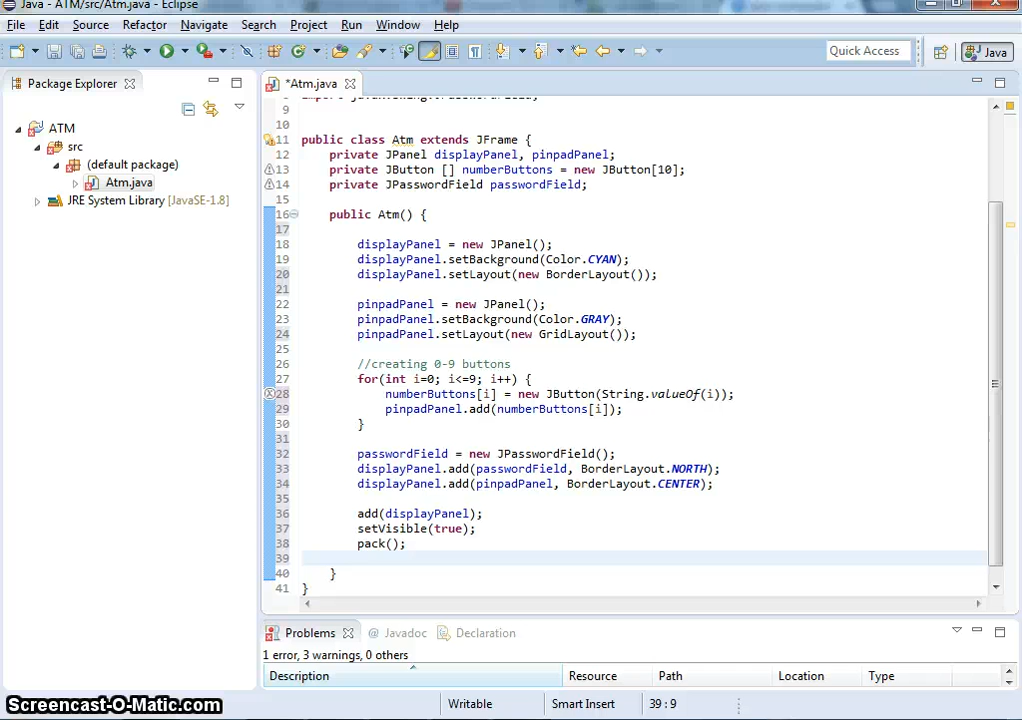 Java - ATM/src/Atm.java - Eclipse
File Edit Source Refactor Navigate Search Project Run Window Help
Quick Access Java
Package Explorer
*Atm.java
ATM
src
(default package)
Atm.java
JRE System Library [JavaSE-1.8]
9
10
11 public class Atm extends JFrame {
12 private JPanel displayPanel, pinpadPanel;
13 private JButton [] numberButtons = new JButton[10];
14 private JPasswordField passwordField;
15
16 public Atm() {
17
18 displayPanel = new JPanel();
19 displayPanel.setBackground(Color.CYAN);
20 displayPanel.setLayout(new BorderLayout());
21
22 pinpadPanel = new JPanel();
23 pinpadPanel.setBackground(Color.GRAY);
24 pinpadPanel.setLayout(new GridLayout());
25
26 //creating 0-9 buttons
27 for(int i=0; i<=9; i++) {
28 numberButtons[i] = new JButton(String.valueOf(i));
29 pinpadPanel.add(numberButtons[i]);
30 }
31
32 passwordField = new JPasswordField();
33 displayPanel.add(passwordField, BorderLayout.NORTH);
34 displayPanel.add(pinpadPanel, BorderLayout.CENTER);
35
36 add(displayPanel);
37 setVisible(true);
38 pack();
39
40 }
41 }
Problems @ Javadoc Declaration
1 error, 3 warnings, 0 others
Description Resource Path Location Type
Writable Smart Insert 39 : 9
Screencast-O-Matic.com